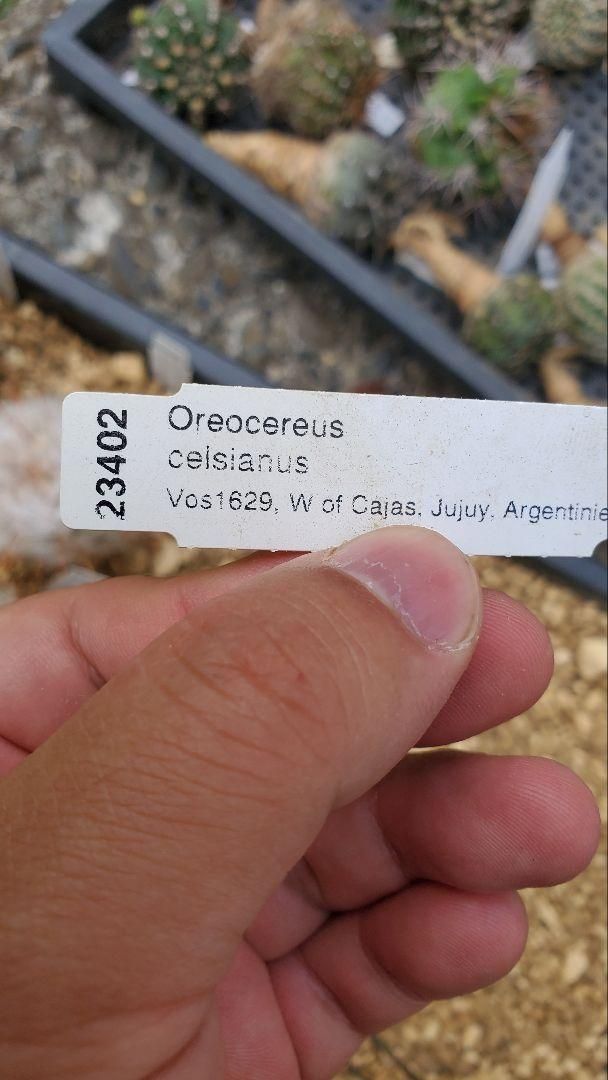 23402
Oreocereus
celsianus
Vos1629, W of Cajas, Jujuy, Argentinie